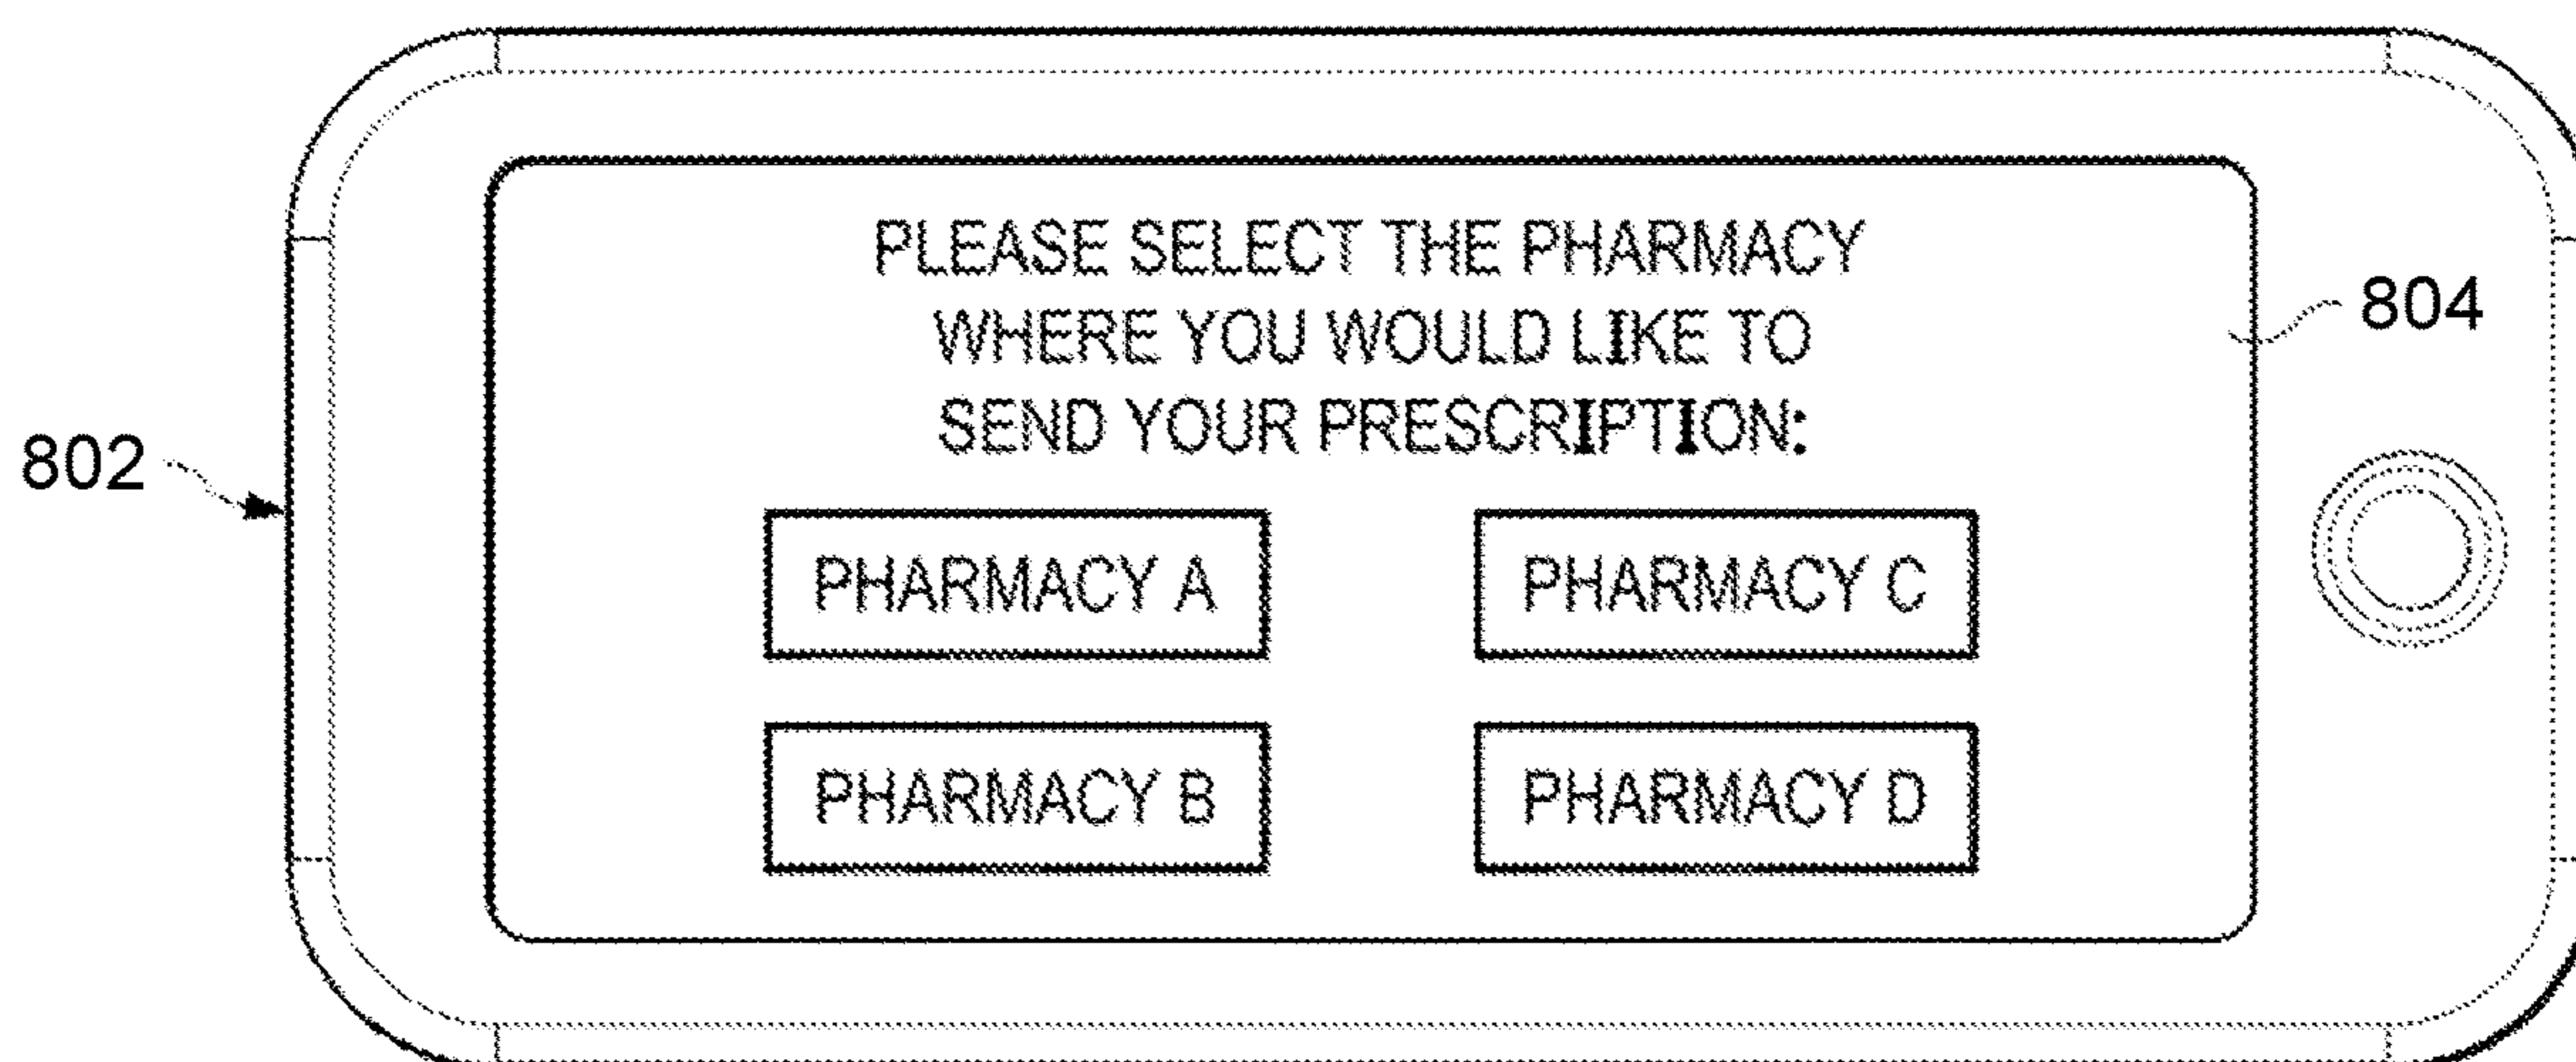 PLEASE SELECT THE PHARMACY
WHERE YOU WOULD LIKE TO
SEND YOUR PRESCRIPTION:
804
802
PHARMACY A
PHARMACY C
PHARMACY B
PHARMACY D